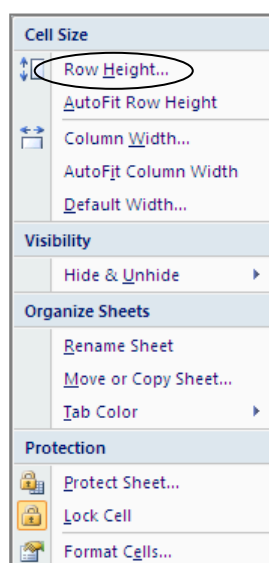 Cell Size
Row Height...
AutoFit Row Height
Column Width...
AutoFit Column Width
Default Width...
Visibility
Hide & Unhide
Organize Sheets
Rename Sheet
Move or Copy Sheet...
Tab Color
Protection
Protect Sheet...
Lock Cell
Format Cells...